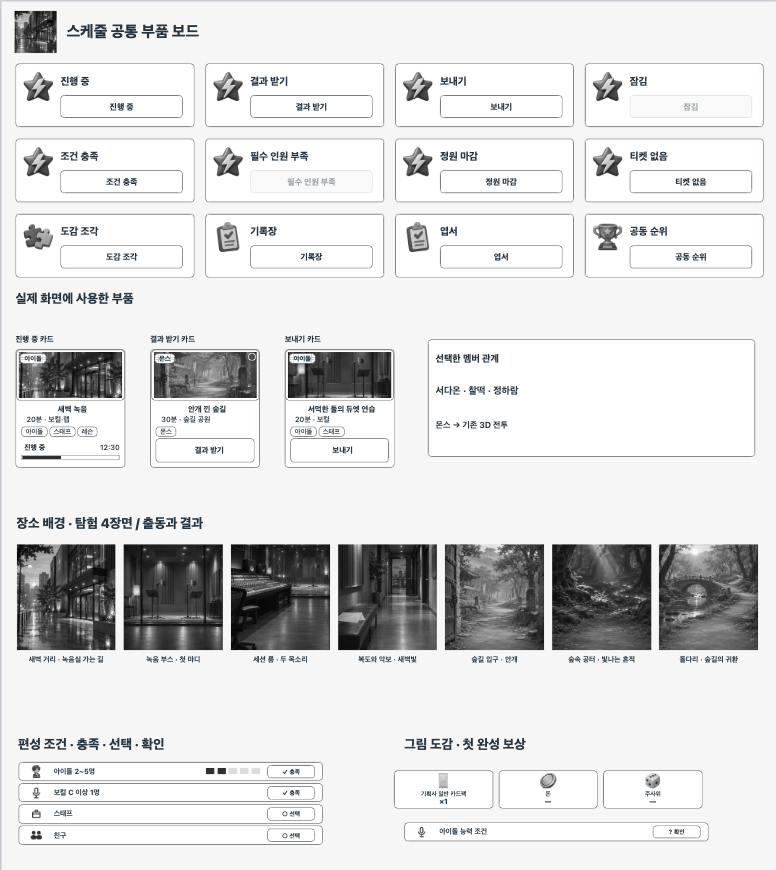 스케줄 공통 부품 보드
진행 중
진행 중
결과 받기
결과 받기
보내기
보내기
잠김
잠김
조건 충족
조건 충족
필수 인원 부족
필수 인원 부족
정원 마감
정원 마감
티켓 없음
티켓 없음
도감 조각
도감 조각
기록장
기록장
엽서
엽서
공동 순위
공동 순위
실제 화면에 사용한 부품
진행 중 카드
아이돌
새벽 녹음
20분 · 보컬·랩
아이돌 스태프 레슨
진행 중 12:30
결과 받기 카드
몬스
안개 낀 숲길
30분 · 숲길 공원
몬스
결과 받기
보내기 카드
아이돌
서먹한 둘의 듀엣 연습
20분 · 보컬
아이돌 스태프
보내기
선택한 멤버 관계
서다온 · 찰떡 · 정하람
몬스 → 기존 3D 전투
장소 배경 · 탐험 4장면 / 출동과 결과
새벽 거리 · 녹음실 가는 길
녹음 부스 · 첫 마디
세션 룸 · 두 목소리
복도와 악보 · 새벽빛
숲길 입구 · 안개
숲속 공터 · 빛나는 흔적
돌다리 · 숲길의 귀환
편성 조건 · 충족 · 선택 · 확인
아이돌 2~5명 ✓ 충족
보컬 C 이상 1명 ✓ 충족
스태프 ○ 선택
친구 ○ 선택
그림 도감 · 첫 완성 보상
기획사 일반 카드팩
×1
돈
—
주사위
—
아이돌 능력 조건 ? 확인